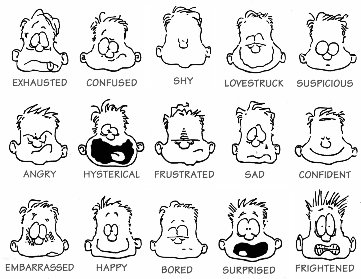 EXHAUSTED CONFUSED SHY LOVESTRUCK SUSPICIOUS
ANGRY HYSTERICAL FRUSTRATED SAD CONFIDENT
EMBARRASSED HAPPY BORED SURPRISED FRIGHTENED